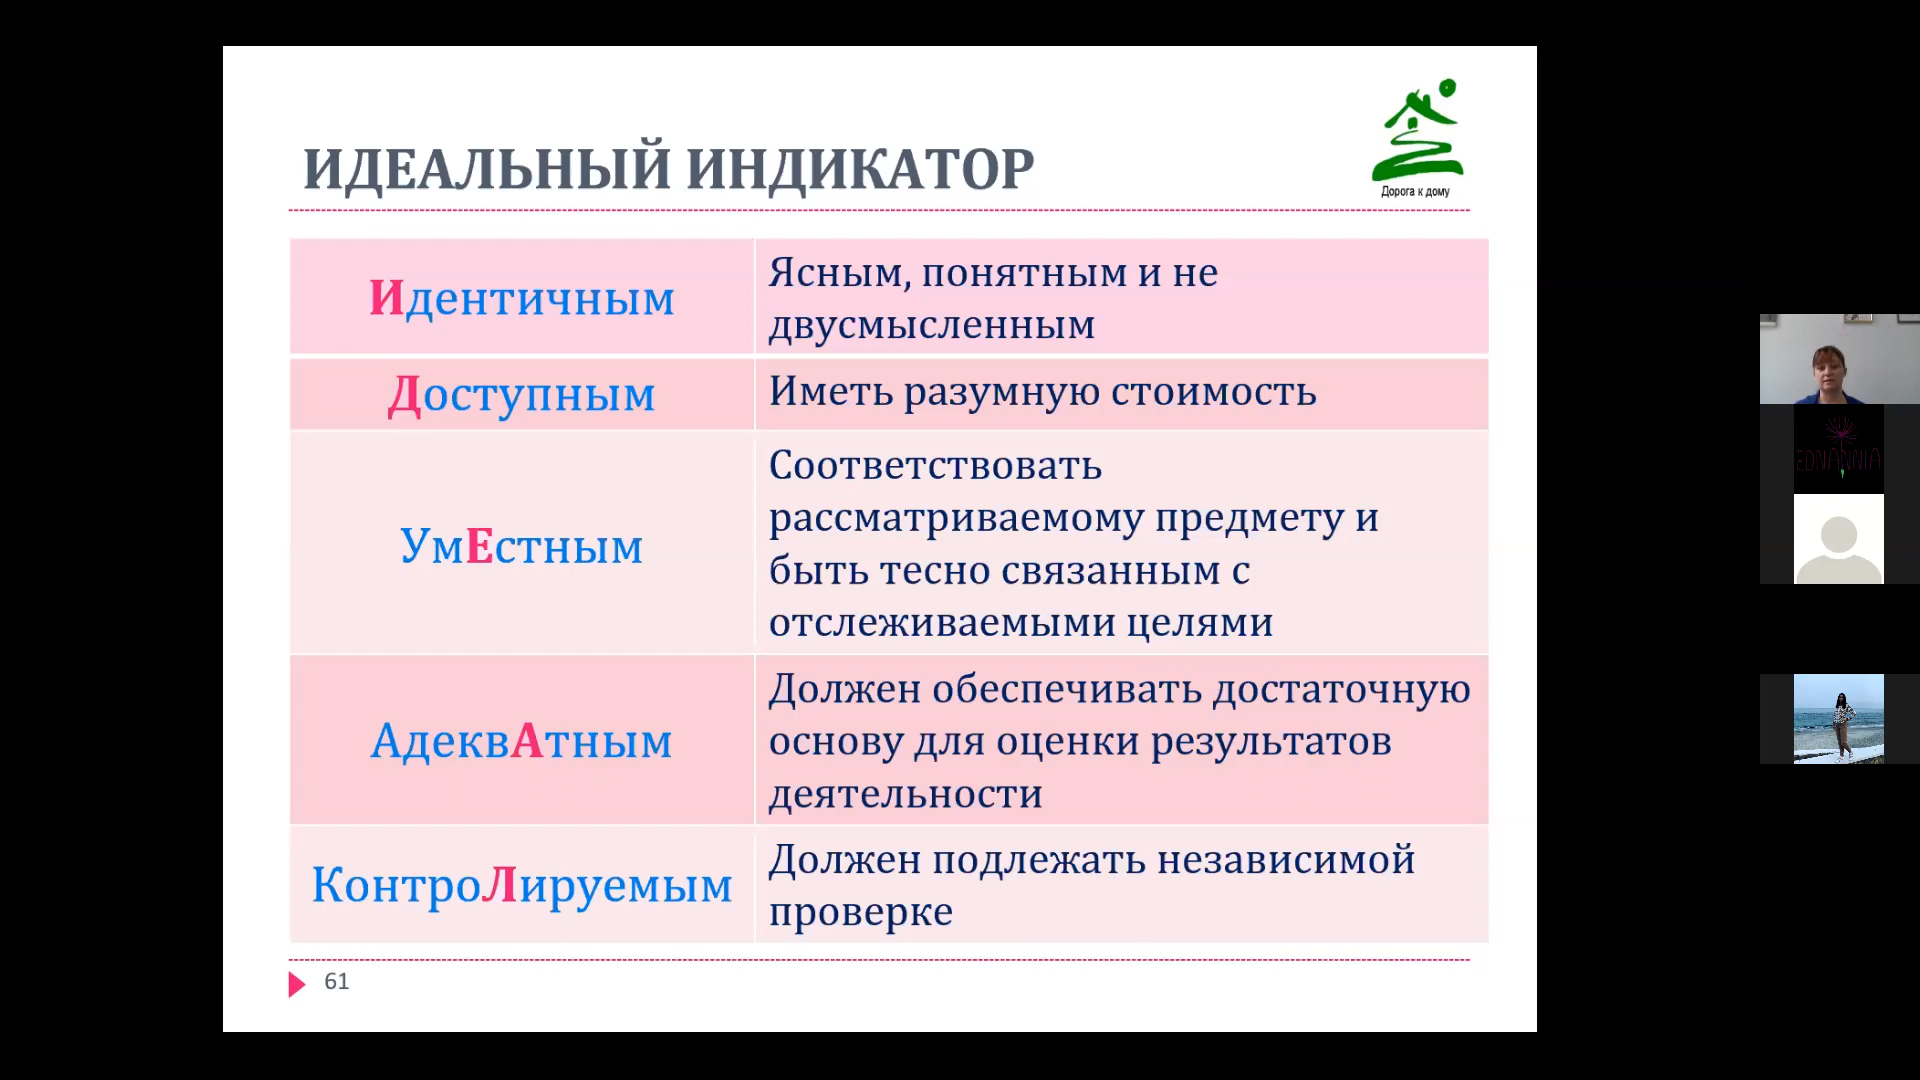 ИДЕАЛЬНЫЙ ИНДИКАТОР
Дорога к дому
Идентичным
Ясным, понятным и не
двусмысленным
Доступным
Иметь разумную стоимость
УмЕстным
Соответствовать
рассматриваемому предмету и
быть тесно связанным с
отслеживаемыми целями
АдеквАтным
Должен обеспечивать достаточную
основу для оценки результатов
деятельности
КонтроЛируемым
Должен подлежать независимой
проверке
61
EDNANNIA